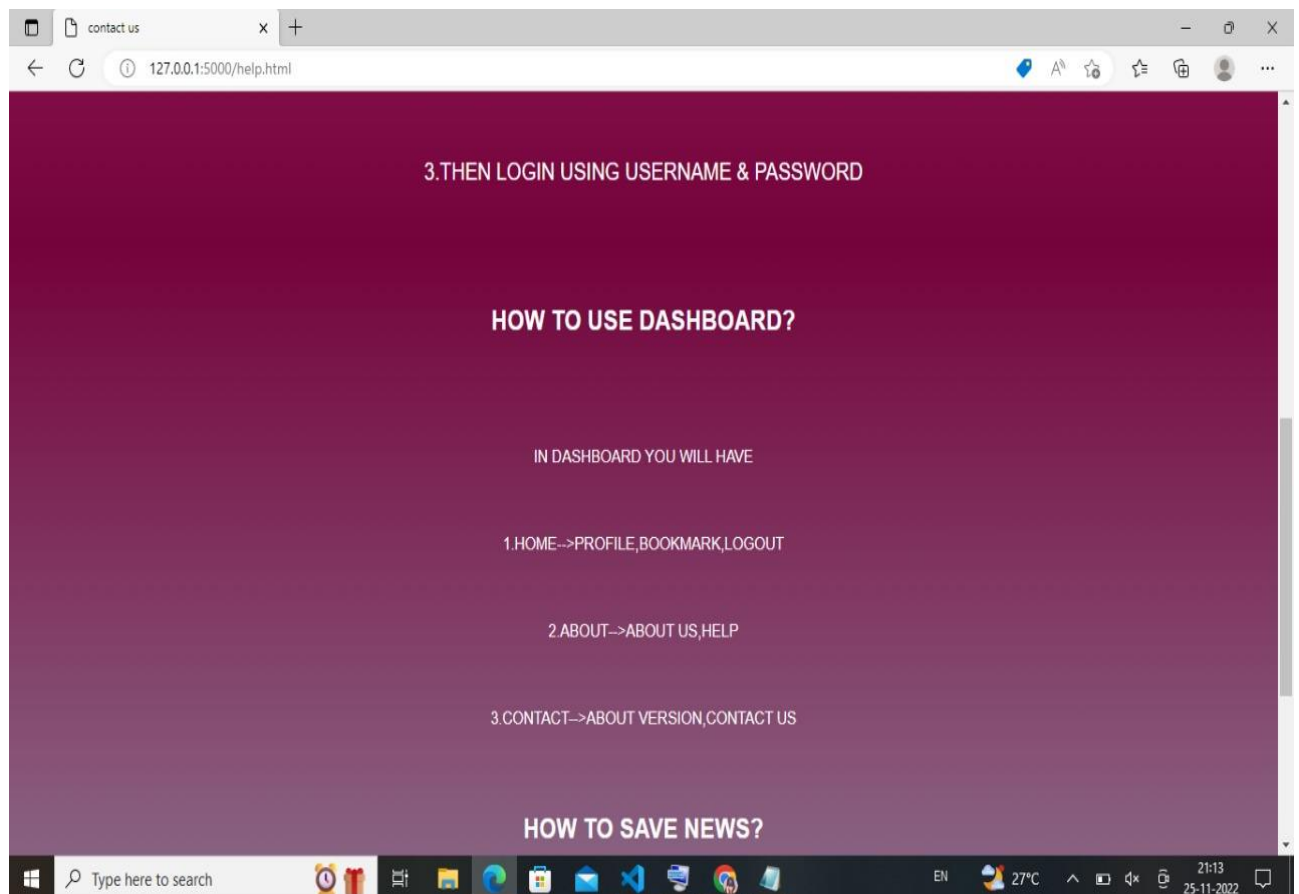 contact us
127.0.0.1:5000/help.html
3.THEN LOGIN USING USERNAME & PASSWORD
HOW TO USE DASHBOARD?
IN DASHBOARD YOU WILL HAVE
1.HOME-->PROFILE,BOOKMARK,LOGOUT
2.ABOUT-->ABOUT US,HELP
3.CONTACT-->ABOUT VERSION,CONTACT US
HOW TO SAVE NEWS?
Type here to search
EN
27°C
21:13
25-11-2022